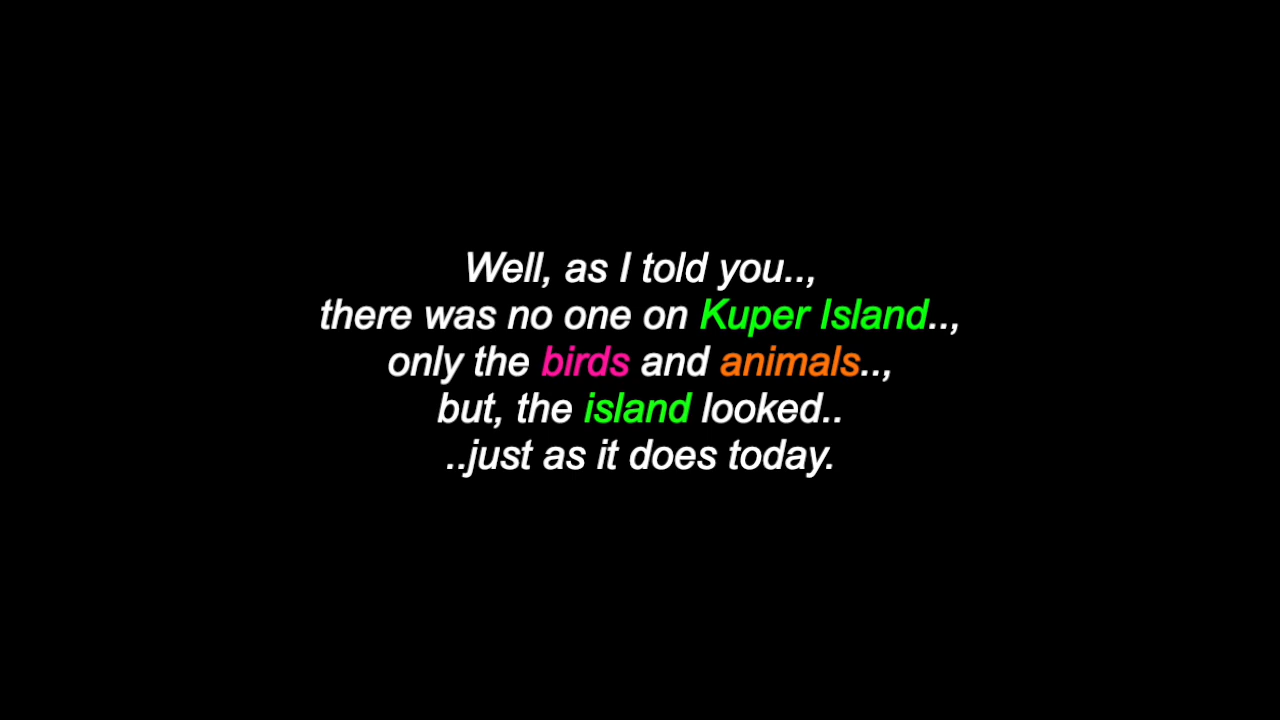 Well, as I told you..,
there was no one on Kuper Island..,
only the birds and animals..,
but, the island looked..
..just as it does today.